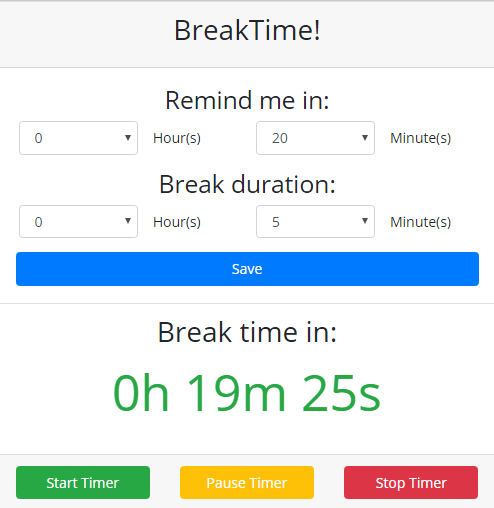 BreakTime!
Remind me in:
0 Hour(s) 20 Minute(s)
Break duration:
0 Hour(s) 5 Minute(s)
Save
Break time in:
0h 19m 25s
Start Timer Pause Timer Stop Timer